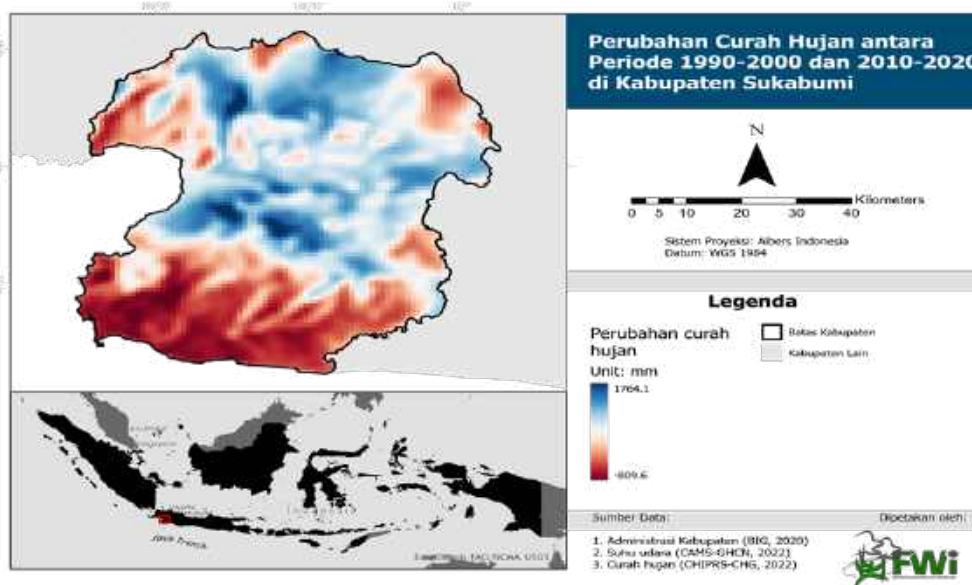 Perubahan Curah Hujan antara
Periode 1990-2000 dan 2010-2020
di Kabupaten Sukabumi
N
Kilometers
0 5 10 20 30 40
Sistem Proyeksi: Albers Indonesia
Datum: WGS 1984
Legenda
Perubahan curah
hujan
Unit: mm
1764.1
-809.6
Batas Kabupaten
Kabupaten Lain
Java Trench
Sumber Data:
Dipetakan oleh:
1. Administrasi Kabupaten (BIG, 2020)
2. Suhu udara (CAMS-GHCN, 2022)
3. Curah hujan (CHIPRS-CHG, 2022)
FWi